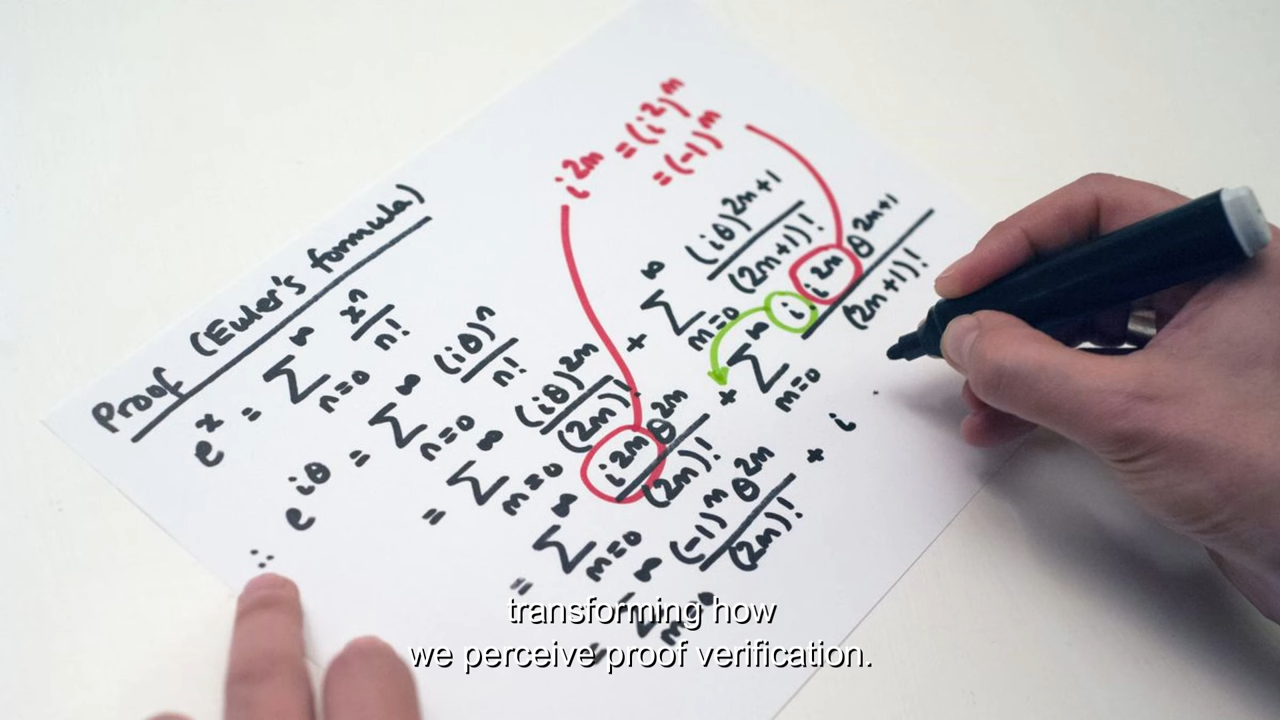 Proof (Euler's formula)
e^x = ∑_{n=0}^∞ x^n/n!
∴ e^{iθ} = ∑_{n=0}^∞ (iθ)^n/n!
= ∑_{m=0}^∞ (iθ)^{2m}/(2m)! + ∑_{m=0}^∞ (iθ)^{2m+1}/(2m+1)!
i^{2m} = (i^2)^m
= (-1)^m
= ∑_{m=0}^∞ i^{2m} θ^{2m}/(2m)! + ∑_{m=0}^∞ i·i^{2m} θ^{2m+1}/(2m+1)!
= ∑_{m=0}^∞ (-1)^m θ^{2m}/(2m)! + i
transforming how
we perceive proof verification.